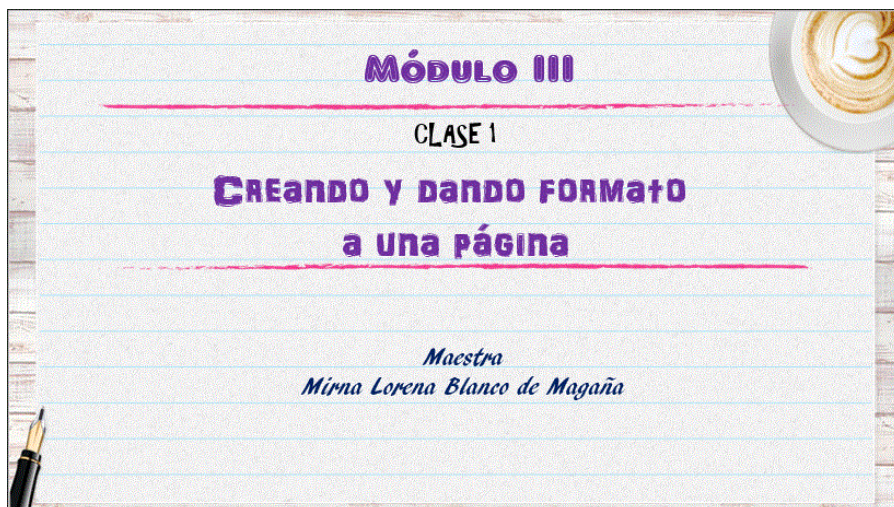 Módulo III
CLASE 1
Creando y dando formato
a una página
Maestra
Mirna Lorena Blanco de Magaña